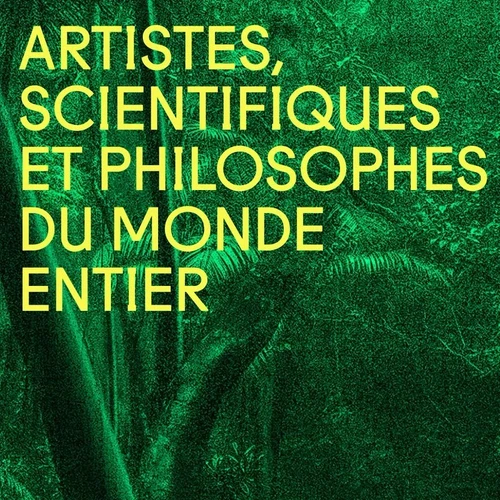 ARTISTES,
SCIENTIFIQUES
ET PHILOSOPHES
DU MONDE
ENTIER